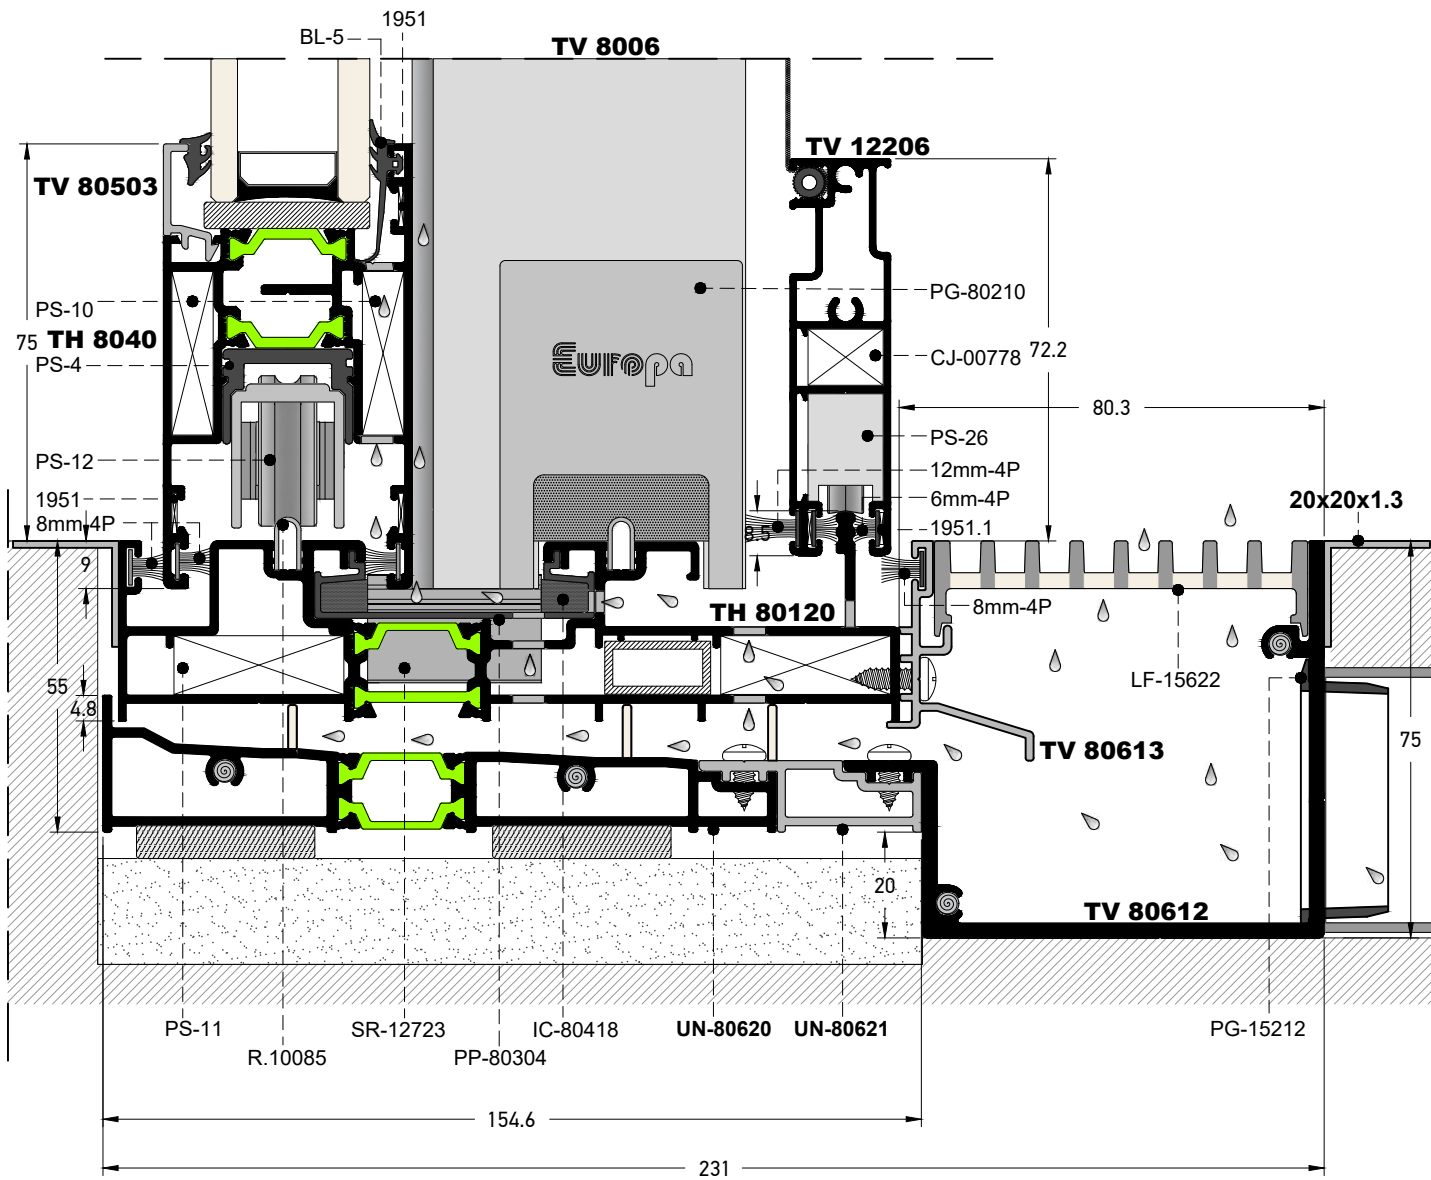 1951
BL-5
TV 8006
TV 12206
TV 80503
PS-10
75
TH 8040
PS-4
PG-80210
Europa
CJ-00778
72.2
80.3
PS-26
PS-12
12mm-4P
1951
6mm-4P
20x20x1.3
8mm-4P
8.5
1951.1
9
8mm-4P
TH 80120
LF-15622
55
4.8
TV 80613
75
20
TV 80612
PS-11
SR-12723
IC-80418
UN-80620
UN-80621
PG-15212
R.10085
PP-80304
154.6
231